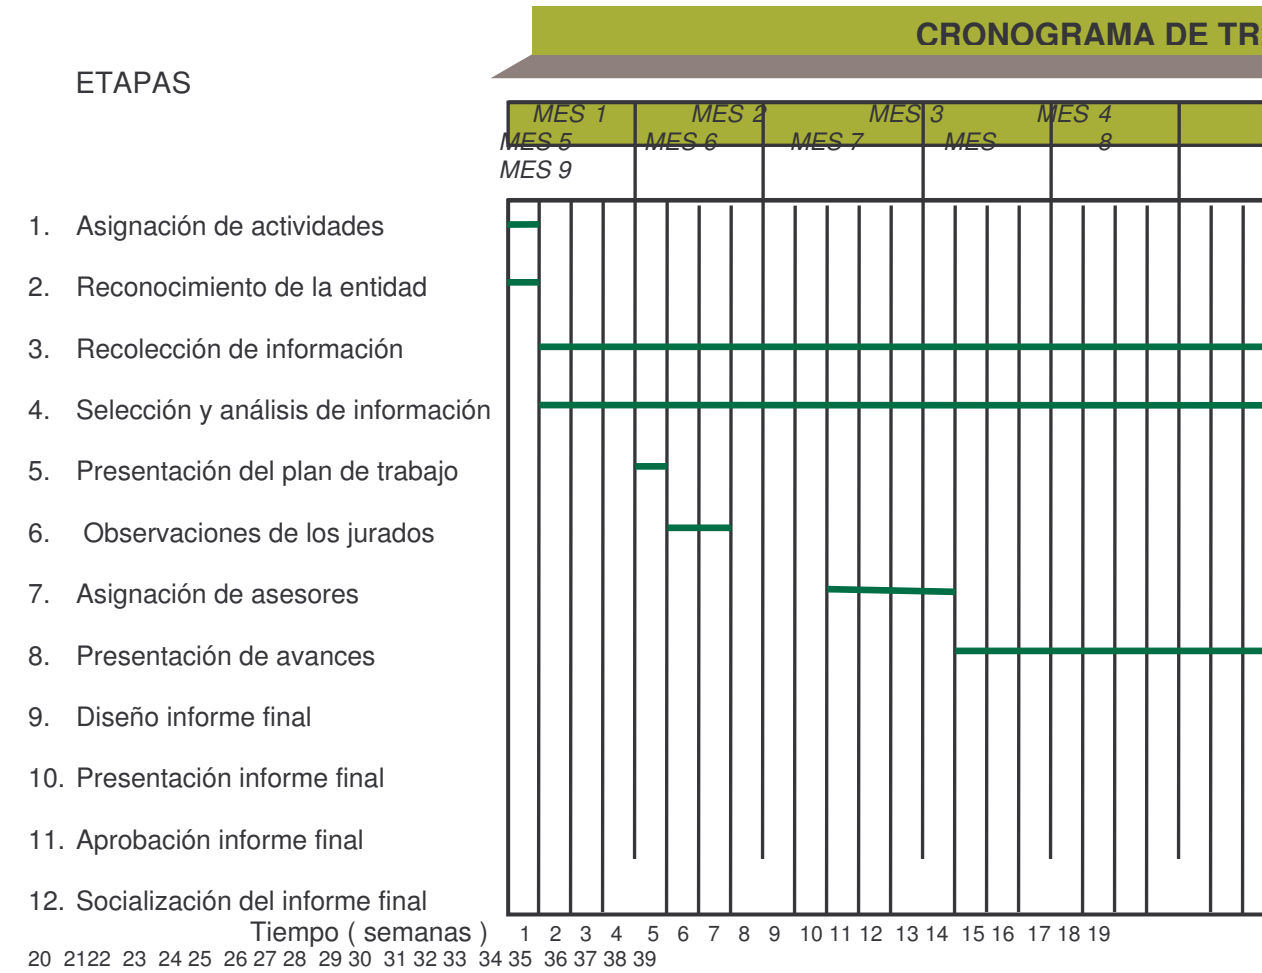 CRONOGRAMA DE TR
ETAPAS
MES 1 MES 2 MES 3 MES 4
MES 5 MES 6 MES 7 MES 8
MES 9
1. Asignación de actividades
2. Reconocimiento de la entidad
3. Recolección de información
4. Selección y análisis de información
5. Presentación del plan de trabajo
6. Observaciones de los jurados
7. Asignación de asesores
8. Presentación de avances
9. Diseño informe final
10. Presentación informe final
11. Aprobación informe final
12. Socialización del informe final
Tiempo ( semanas ) 1 2 3 4 5 6 7 8 9 10 11 12 13 14 15 16 17 18 19
20 2122 23 24 25 26 27 28 29 30 31 32 33 34 35 36 37 38 39